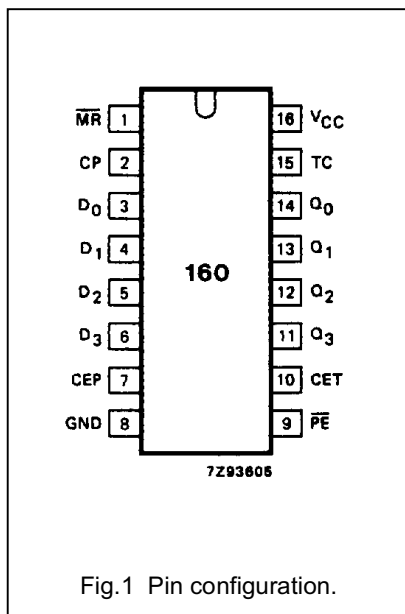 MR 1 16 VCC
CP 2 15 TC
D0 3 14 Q0
D1 4 13 Q1
160
D2 5 12 Q2
D3 6 11 Q3
CEP 7 10 CET
GND 8 9 PE
7Z93605
Fig.1 Pin configuration.